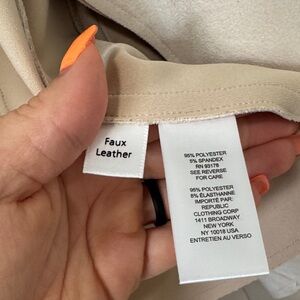 Faux
Leather
95% POLYESTER
5% SPANDEX
RN 93178
SEE REVERSE
FOR CARE
95% POLYESTER
5% ÉLASTHANNE
IMPORTÉ PAR:
REPUBLIC
CLOTHING CORP
1411 BROADWAY
NEW YORK
NY 10018 USA
ENTRETIEN AU VERSO